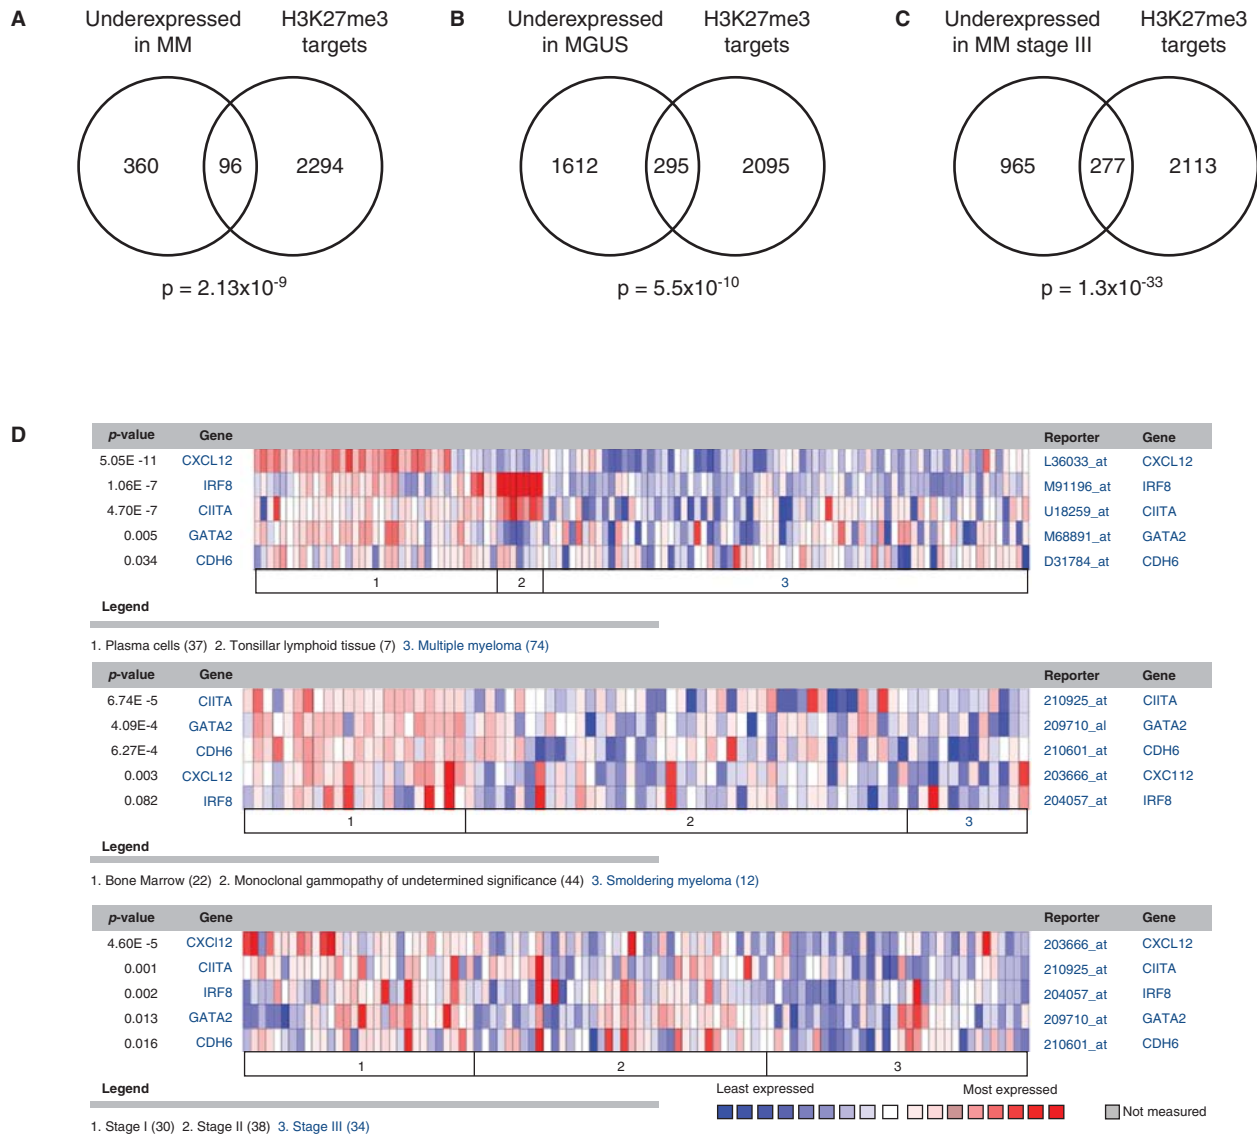 A
Underexpressed in MM
H3K27me3 targets
360
96
2294
p = 2.13x10-9
B
Underexpressed in MGUS
H3K27me3 targets
1612
295
2095
p = 5.5x10-10
C
Underexpressed in MM stage III
H3K27me3 targets
965
277
2113
p = 1.3x10-33
D
p-value Gene Reporter Gene
5.05E -11 CXCL12 L36033_at CXCL12
1.06E -7 IRF8 M91196_at IRF8
4.70E -7 CIITA U18259_at CIITA
0.005 GATA2 M68891_at GATA2
0.034 CDH6 D31784_at CDH6
1 2 3
Legend
1. Plasma cells (37) 2. Tonsillar lymphoid tissue (7) 3. Multiple myeloma (74)
p-value Gene Reporter Gene
6.74E -5 CIITA 210925_at CIITA
4.09E-4 GATA2 209710_al GATA2
6.27E-4 CDH6 210601_at CDH6
0.003 CXCL12 203666_at CXC112
0.082 IRF8 204057_at IRF8
1 2 3
Legend
1. Bone Marrow (22) 2. Monoclonal gammopathy of undetermined significance (44) 3. Smoldering myeloma (12)
p-value Gene Reporter Gene
4.60E -5 CXCl12 203666_at CXCL12
0.001 CIITA 210925_at CIITA
0.002 IRF8 204057_at IRF8
0.013 GATA2 209710_at GATA2
0.016 CDH6 210601_at CDH6
1 2 3
Legend
Least expressed Most expressed
Not measured
1. Stage I (30) 2. Stage II (38) 3. Stage III (34)